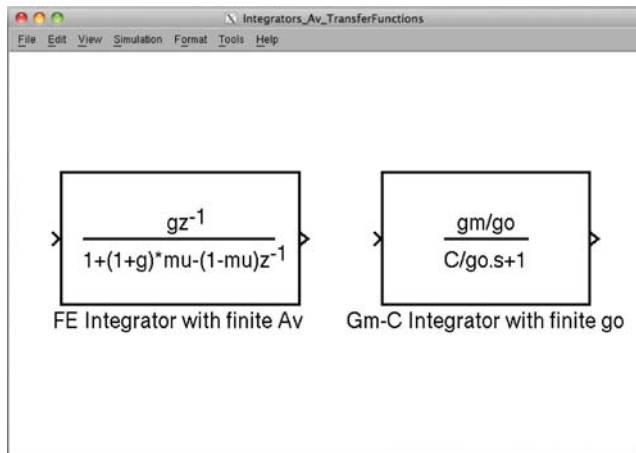 Integrators_Av_TransferFunctions
File Edit View Simulation Format Tools Help
gz-1
1+(1+g)*mu-(1-mu)z-1
FE Integrator with finite Av
gm/go
C/go.s+1
Gm-C Integrator with finite go